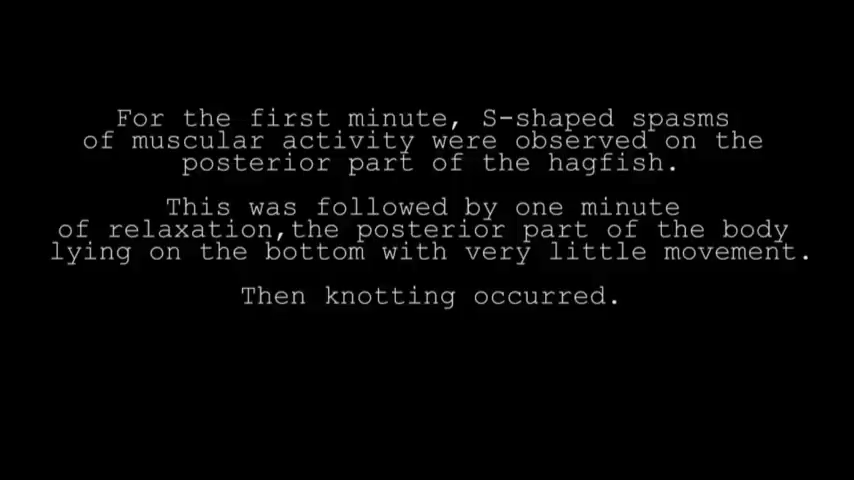 For the first minute, S-shaped spasms
of muscular activity were observed on the
posterior part of the hagfish.
This was followed by one minute
of relaxation,the posterior part of the body
lying on the bottom with very little movement.
Then knotting occurred.